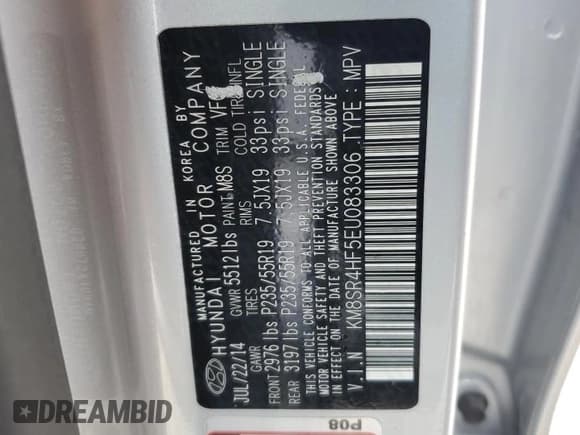 MANUFACTURED IN KOREA BY
HYUNDAI MOTOR COMPANY
JUL/22/14 PAINT M8S TRIM
GVWR 5512 lbs
GAWR TIRES RIMS COLD TIRE INFL
FRONT 2976 lbs P235/55R19 7.5JX19 33psi SINGLE
REAR 3197 lbs P235/55R19 7.5JX19 33psi SINGLE
THIS VEHICLE CONFORMS TO ALL APPLICABLE U.S.A. FEDERAL
MOTOR VEHICLE SAFETY AND THEFT PREVENTION STANDARDS
IN EFFECT ON THE DATE OF MANUFACTURE SHOWN ABOVE
V.I.N KM8SR4HF5EU083306 TYPE : MPV
P08
DREAMBID